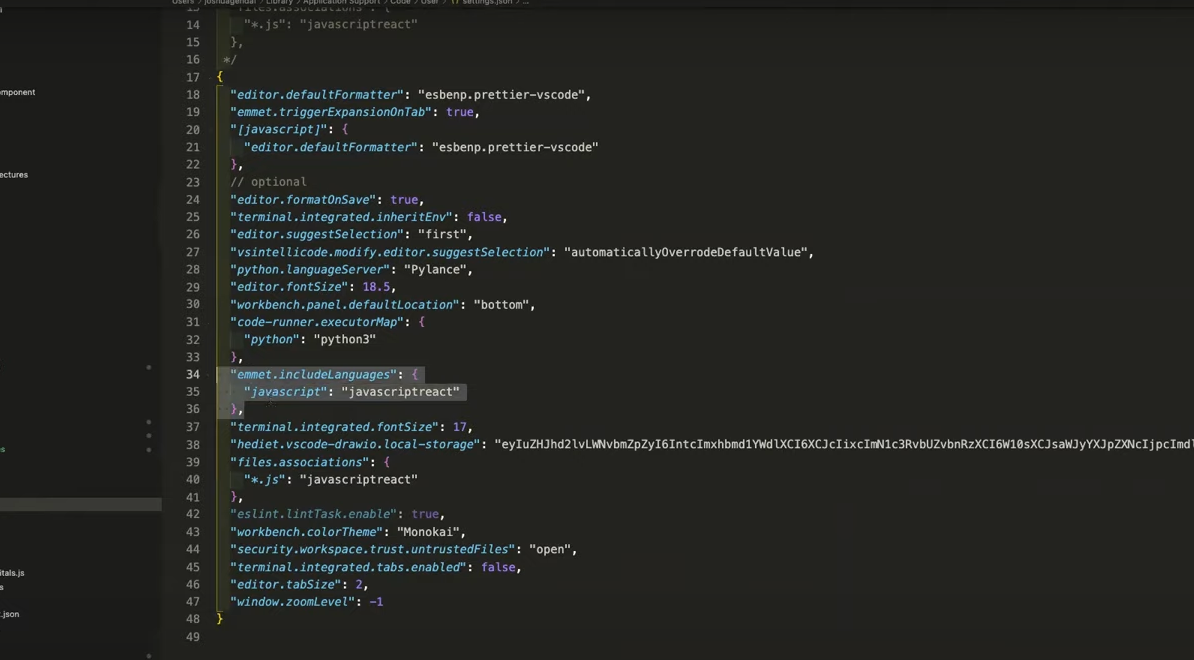 Users > joshuagendal > Library > Application Support > Code > User > {} settings.json > ...
13 "files.associations": {
14 "*.js": "javascriptreact"
15 },
16 */
17 {
18 "editor.defaultFormatter": "esbenp.prettier-vscode",
19 "emmet.triggerExpansionOnTab": true,
20 "[javascript]": {
21 "editor.defaultFormatter": "esbenp.prettier-vscode"
22 },
23 // optional
24 "editor.formatOnSave": true,
25 "terminal.integrated.inheritEnv": false,
26 "editor.suggestSelection": "first",
27 "vsintellicode.modify.editor.suggestSelection": "automaticallyOverrodeDefaultValue",
28 "python.languageServer": "Pylance",
29 "editor.fontSize": 18.5,
30 "workbench.panel.defaultLocation": "bottom",
31 "code-runner.executorMap": {
32 "python": "python3"
33 },
34 "emmet.includeLanguages": {
35 "javascript": "javascriptreact"
36 },
37 "terminal.integrated.fontSize": 17,
38 "hediet.vscode-drawio.local-storage": "eyIuZHJhd2lvLWNvbmZpZyI6IntcImxhbmd1YWdlXCI6XCJcIixcImN1c3RvbUZvbnRzXCI6W10sXCJsaWJyYXJpZXNcIjpcImdl
39 "files.associations": {
40 "*.js": "javascriptreact"
41 },
42 "eslint.lintTask.enable": true,
43 "workbench.colorTheme": "Monokai",
44 "security.workspace.trust.untrustedFiles": "open",
45 "terminal.integrated.tabs.enabled": false,
46 "editor.tabSize": 2,
47 "window.zoomLevel": -1
48 }
49
omponent
ectures
s
itals.js
s
.json